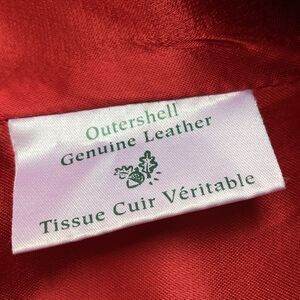 Outershell
Genuine Leather
Tissue Cuir Véritable